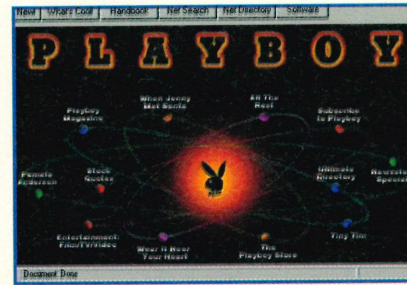 New What's Cool Handbook Net Search Net Directory Software
PLAYBOY
When Jenny
Met Santa
All The
Rest
Playboy
Magazine
Subscribe
to Playboy
Pamela
Anderson
Stock
Quotes
Ultimate
Directory
Newsstand
Specials
Entertainment:
Film/TV/Video
Wear It Near
Your Heart
The
Playboy Store
Tiny Tim
Document: Done